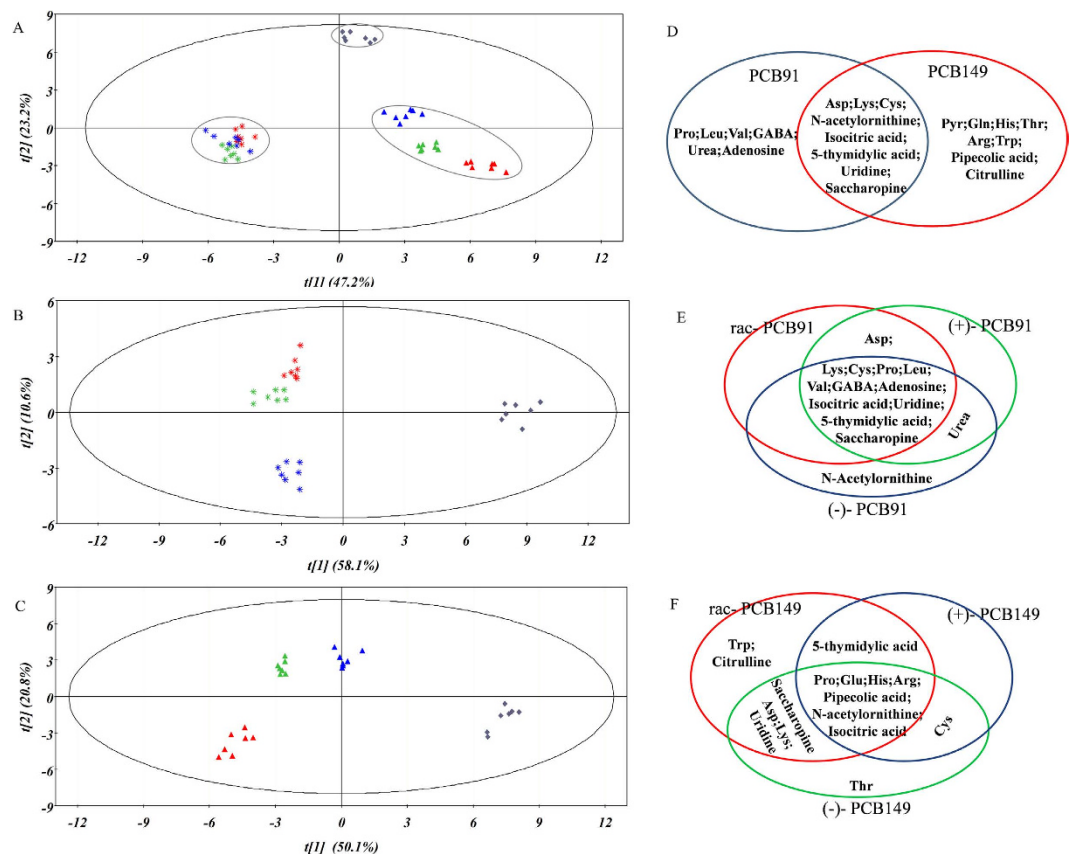 A
9
6
3
0
-3
-6
-9
t[2] (23.2%)
-12
-9
-6
-3
0
3
6
9
12
t[1] (47.2%)
B
6
3
0
-3
-6
t[2] (10.6%)
-12
-9
-6
-3
0
3
6
9
12
t[1] (58.1%)
C
9
6
3
0
-3
-6
-9
t[2] (20.8%)
-12
-9
-6
-3
0
3
6
9
12
t[1] (50.1%)
D
PCB91
PCB149
Pro;Leu;Val;GABA;
Urea;Adenosine
Asp;Lys;Cys;
N-acetylornithine;
Isocitric acid;
5-thymidylic acid;
Uridine;
Saccharopine
Pyr;Gln;His;Thr;
Arg;Trp;
Pipecolic acid;
Citrulline
E
rac- PCB91
(+)- PCB91
Asp;
Lys;Cys;Pro;Leu;
Val;GABA;Adenosine;
Isocitric acid;Uridine;
5-thymidylic acid;
Saccharopine
Urea
N-Acetylornithine
(-)- PCB91
F
rac- PCB149
(+)- PCB149
Trp;
Citrulline
5-thymidylic acid
Pro;Glu;His;Arg;
Pipecolic acid;
N-acetylornithine;
Isocitric acid
Saccharopine
Asp;Lys;
Uridine
Cys
Thr
(-)- PCB149